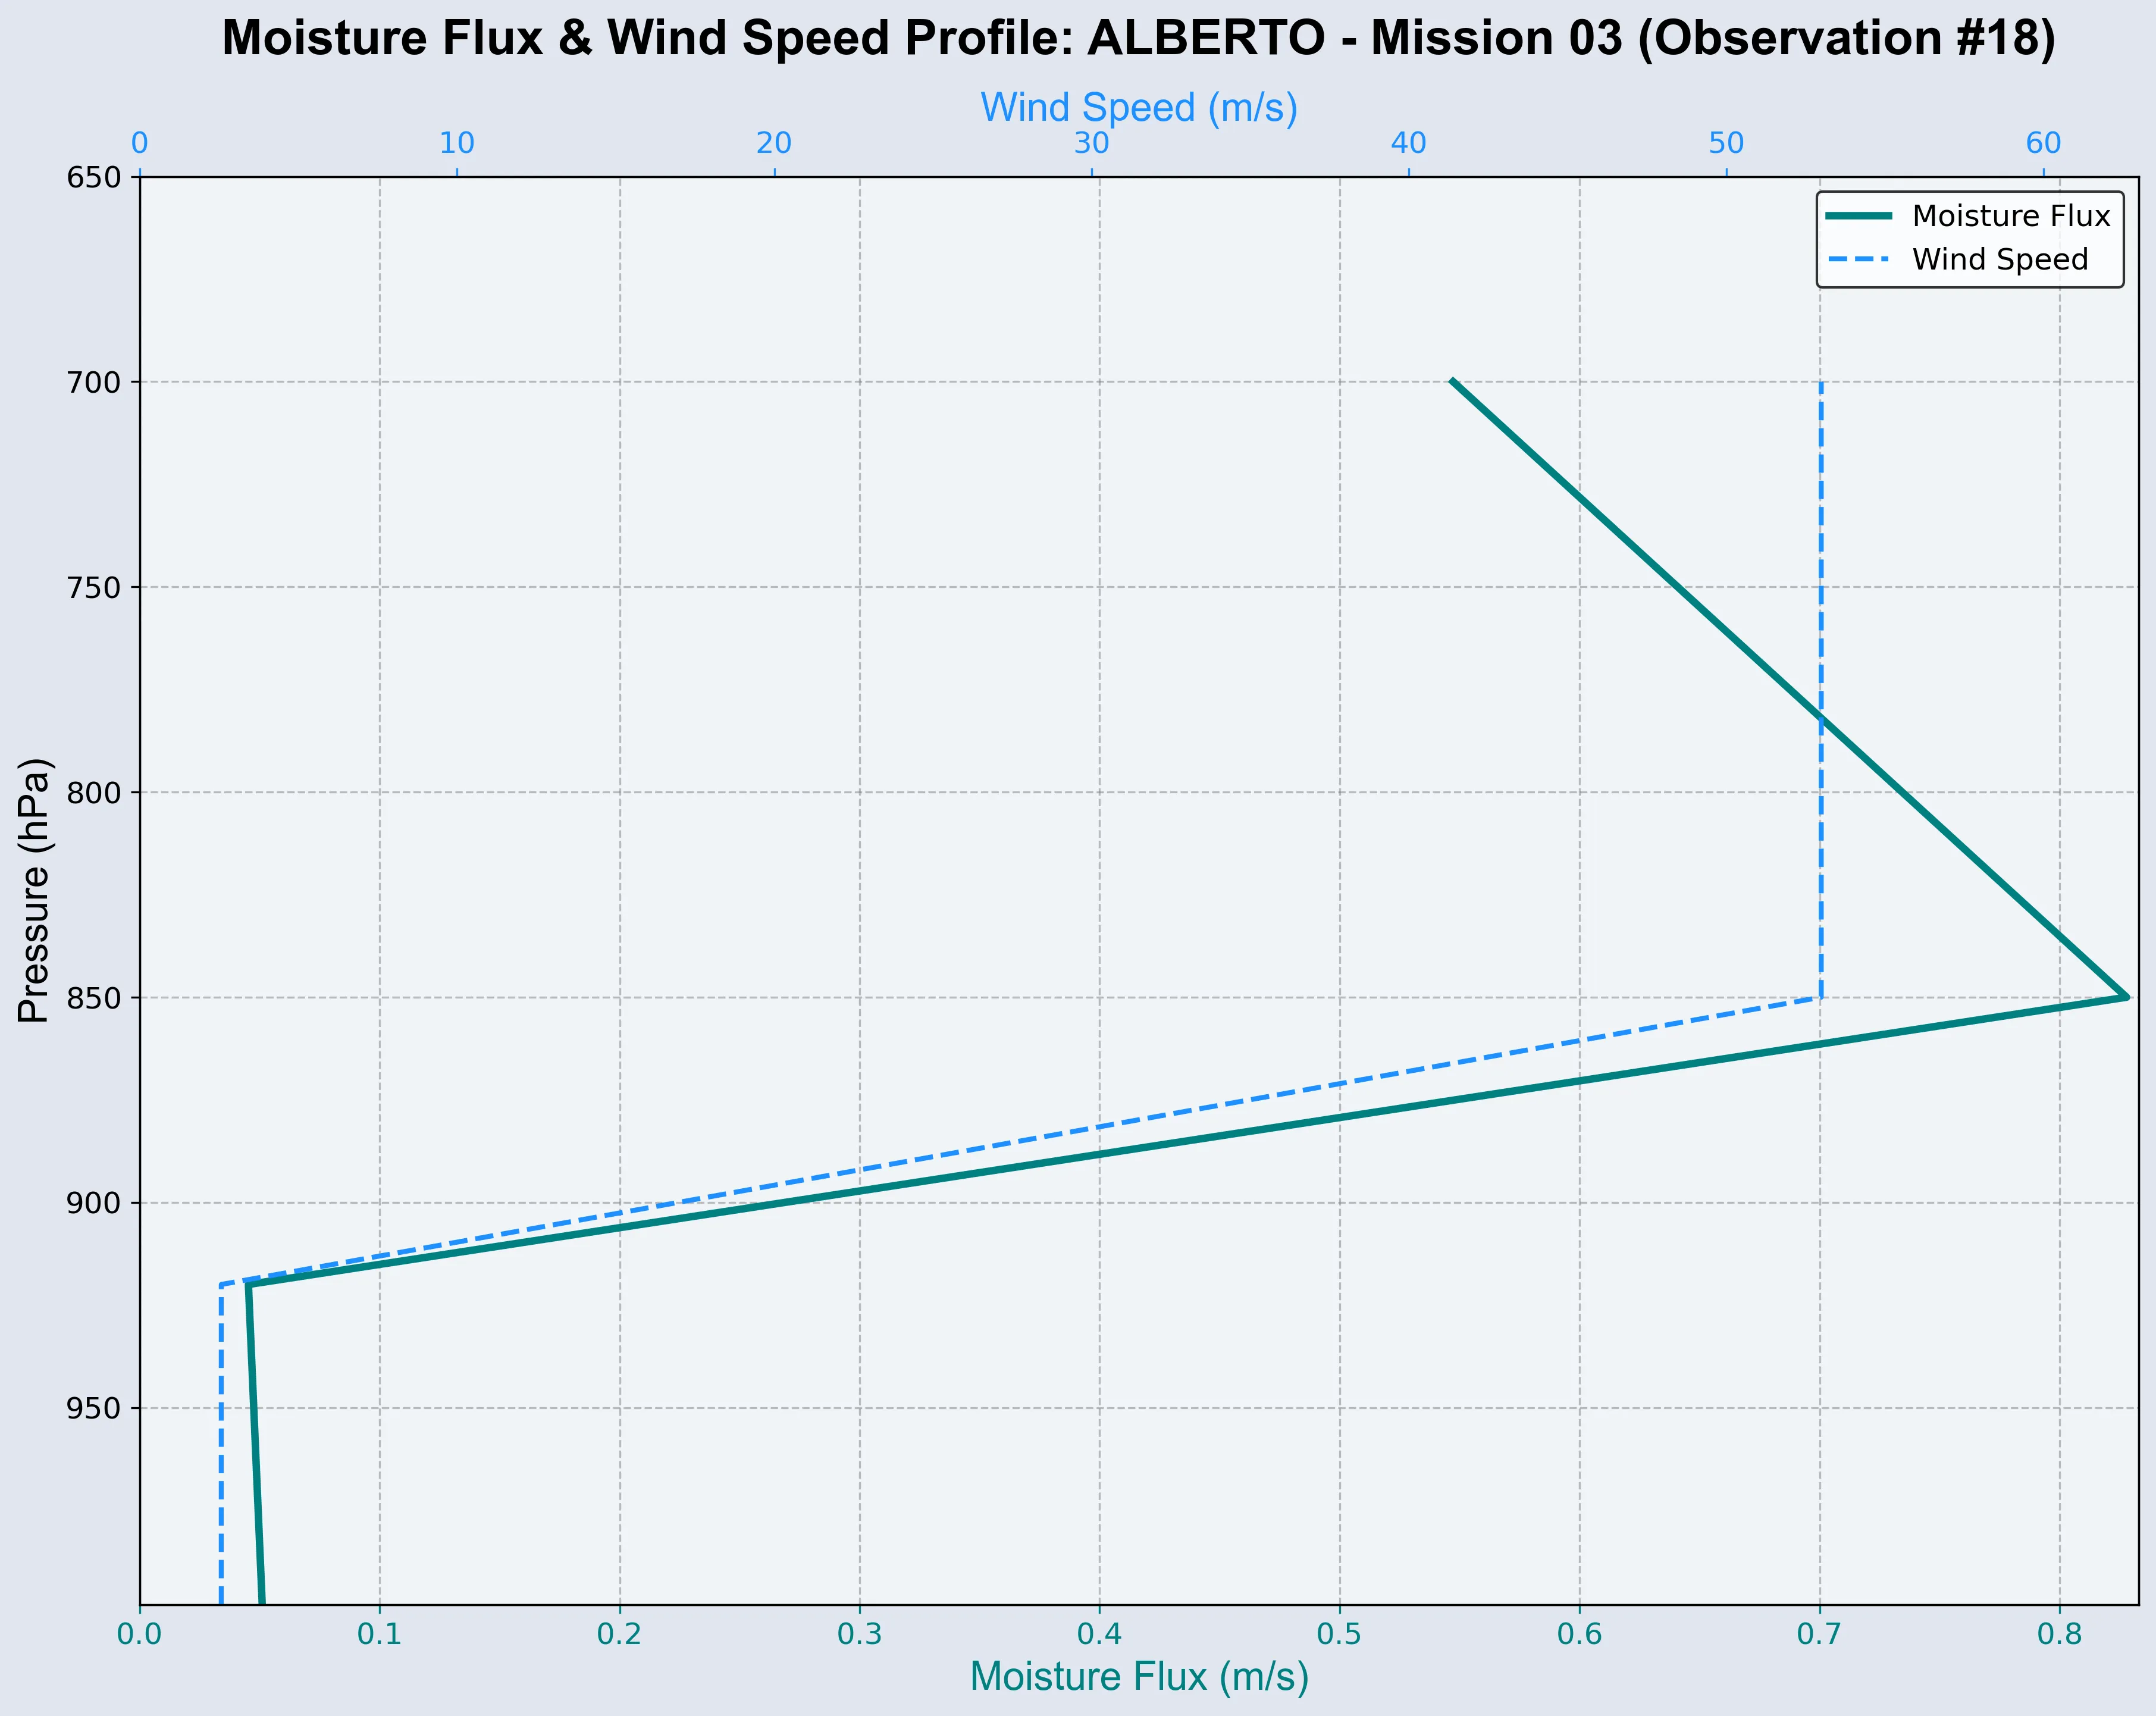 Moisture Flux & Wind Speed Profile: ALBERTO - Mission 03 (Observation #18)
Wind Speed (m/s)
0 10 20 30 40 50 60
Moisture Flux
Wind Speed
Pressure (hPa)
650
700
750
800
850
900
950
0.0 0.1 0.2 0.3 0.4 0.5 0.6 0.7 0.8
Moisture Flux (m/s)